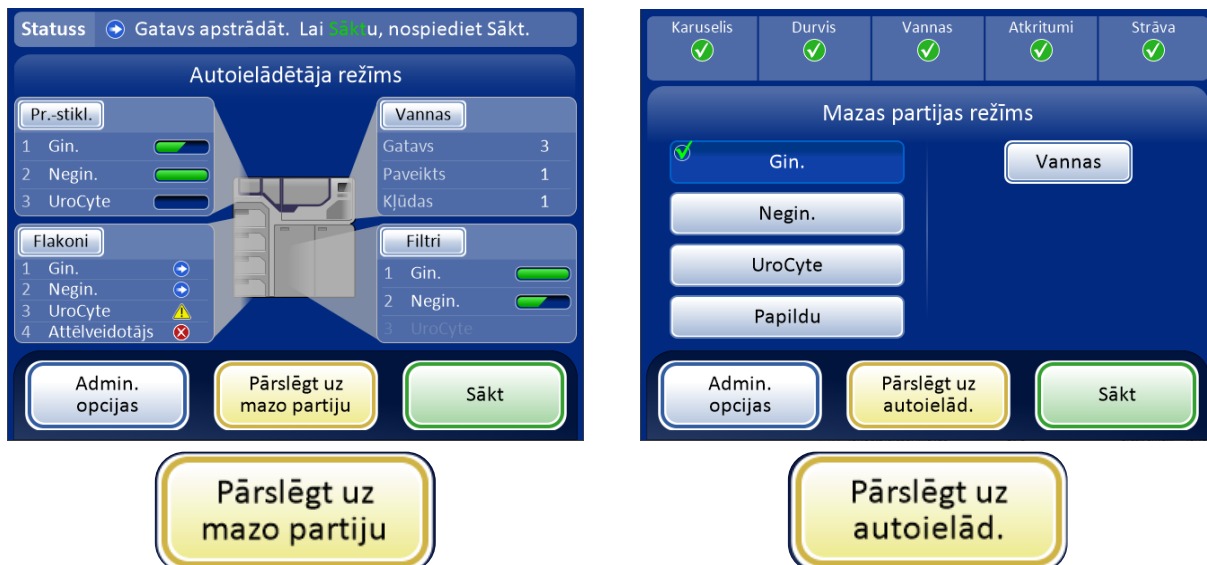 Statuss Gatavs apstrādāt. Lai Sāktu, nospiediet Sākt.
Autoielādētāja režīms
Pr.-stikl.
1 Gin.
2 Negin.
3 UroCyte
Vannas
Gatavs 3
Paveikts 1
Kļūdas 1
Flakoni
1 Gin.
2 Negin.
3 UroCyte
4 Attēlveidotājs
Filtri
1 Gin.
2 Negin.
3 UroCyte
Admin.
opcijas
Pārslēgt uz
mazo partiju
Sākt
Pārslēgt uz
mazo partiju
Karuselis Durvis Vannas Atkritumi Strāva
Mazas partijas režīms
Gin.
Negin.
UroCyte
Papildu
Vannas
Admin.
opcijas
Pārslēgt uz
autoielād.
Sākt
Pārslēgt uz
autoielād.